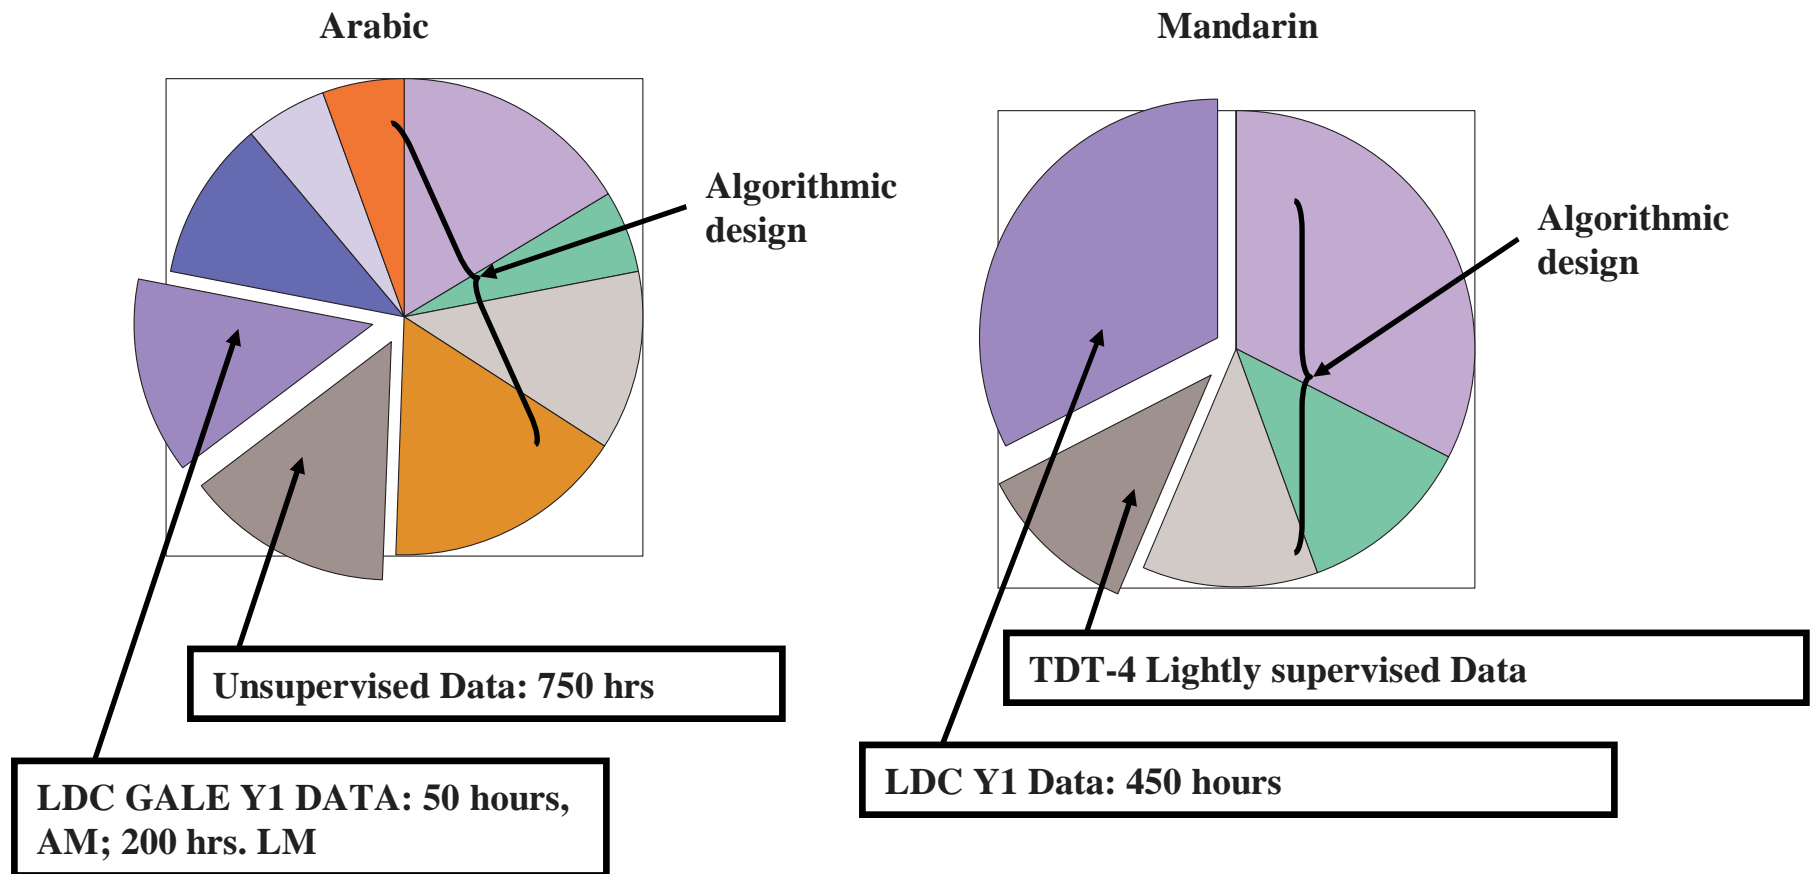 Arabic
Mandarin
Algorithmic
design
Algorithmic
design
Unsupervised Data: 750 hrs
TDT-4 Lightly supervised Data
LDC GALE Y1 DATA: 50 hours,
AM; 200 hrs. LM
LDC Y1 Data: 450 hours